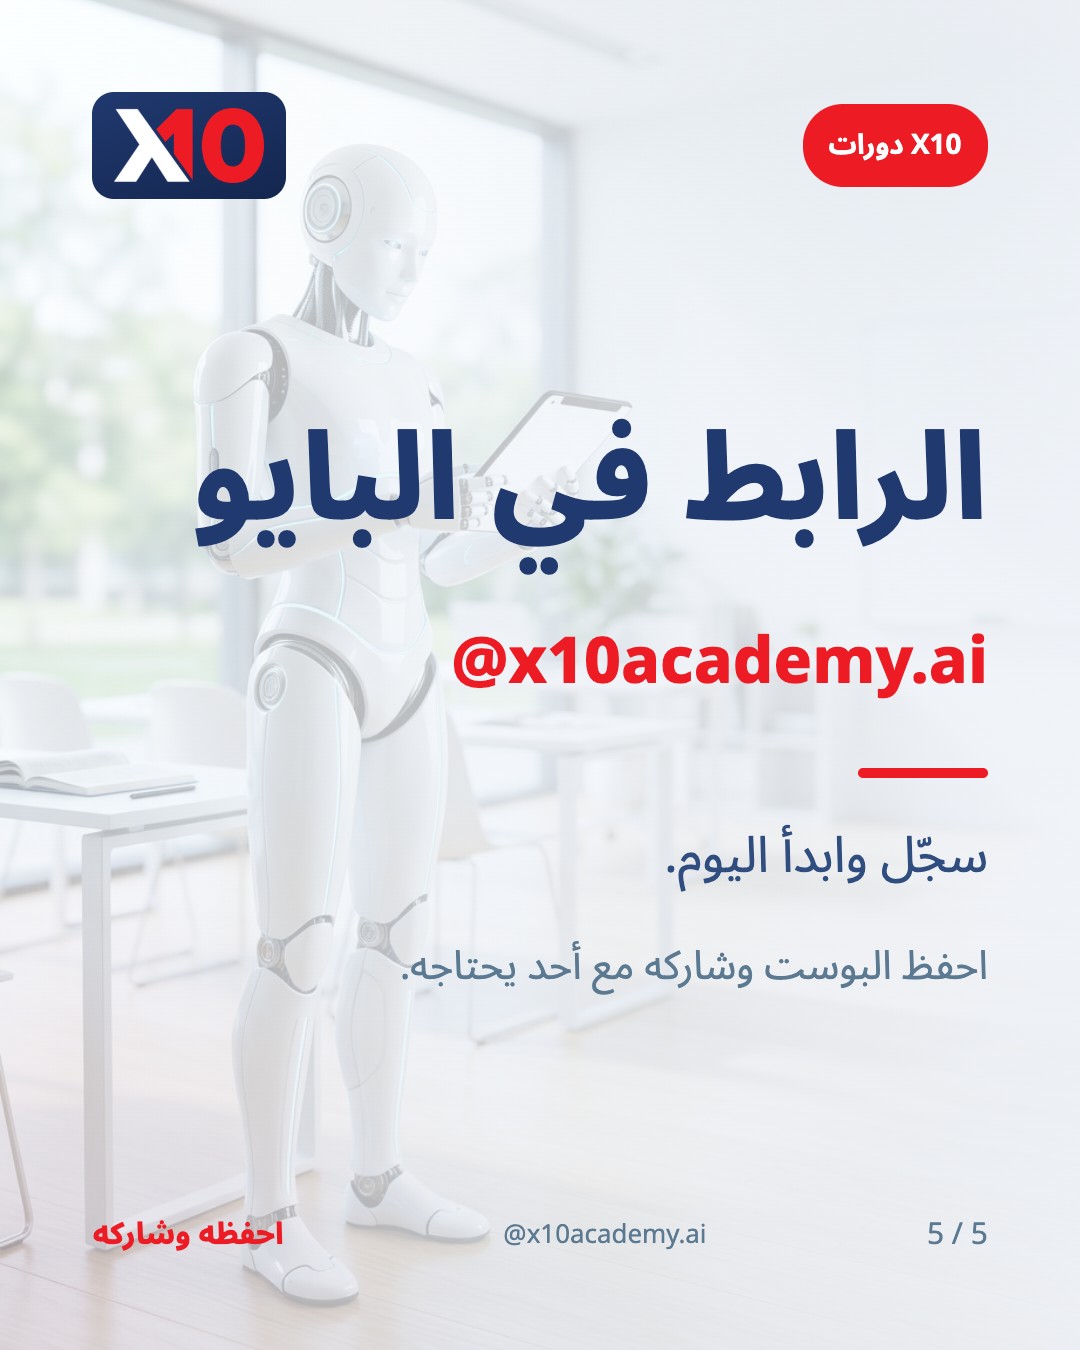 X10
دورات X10
الرابط في البايو
@x10academy.ai
سجّل وابدأ اليوم.
احفظ البوست وشاركه مع أحد يحتاجه.
احفظه وشاركه
@x10academy.ai
5 / 5